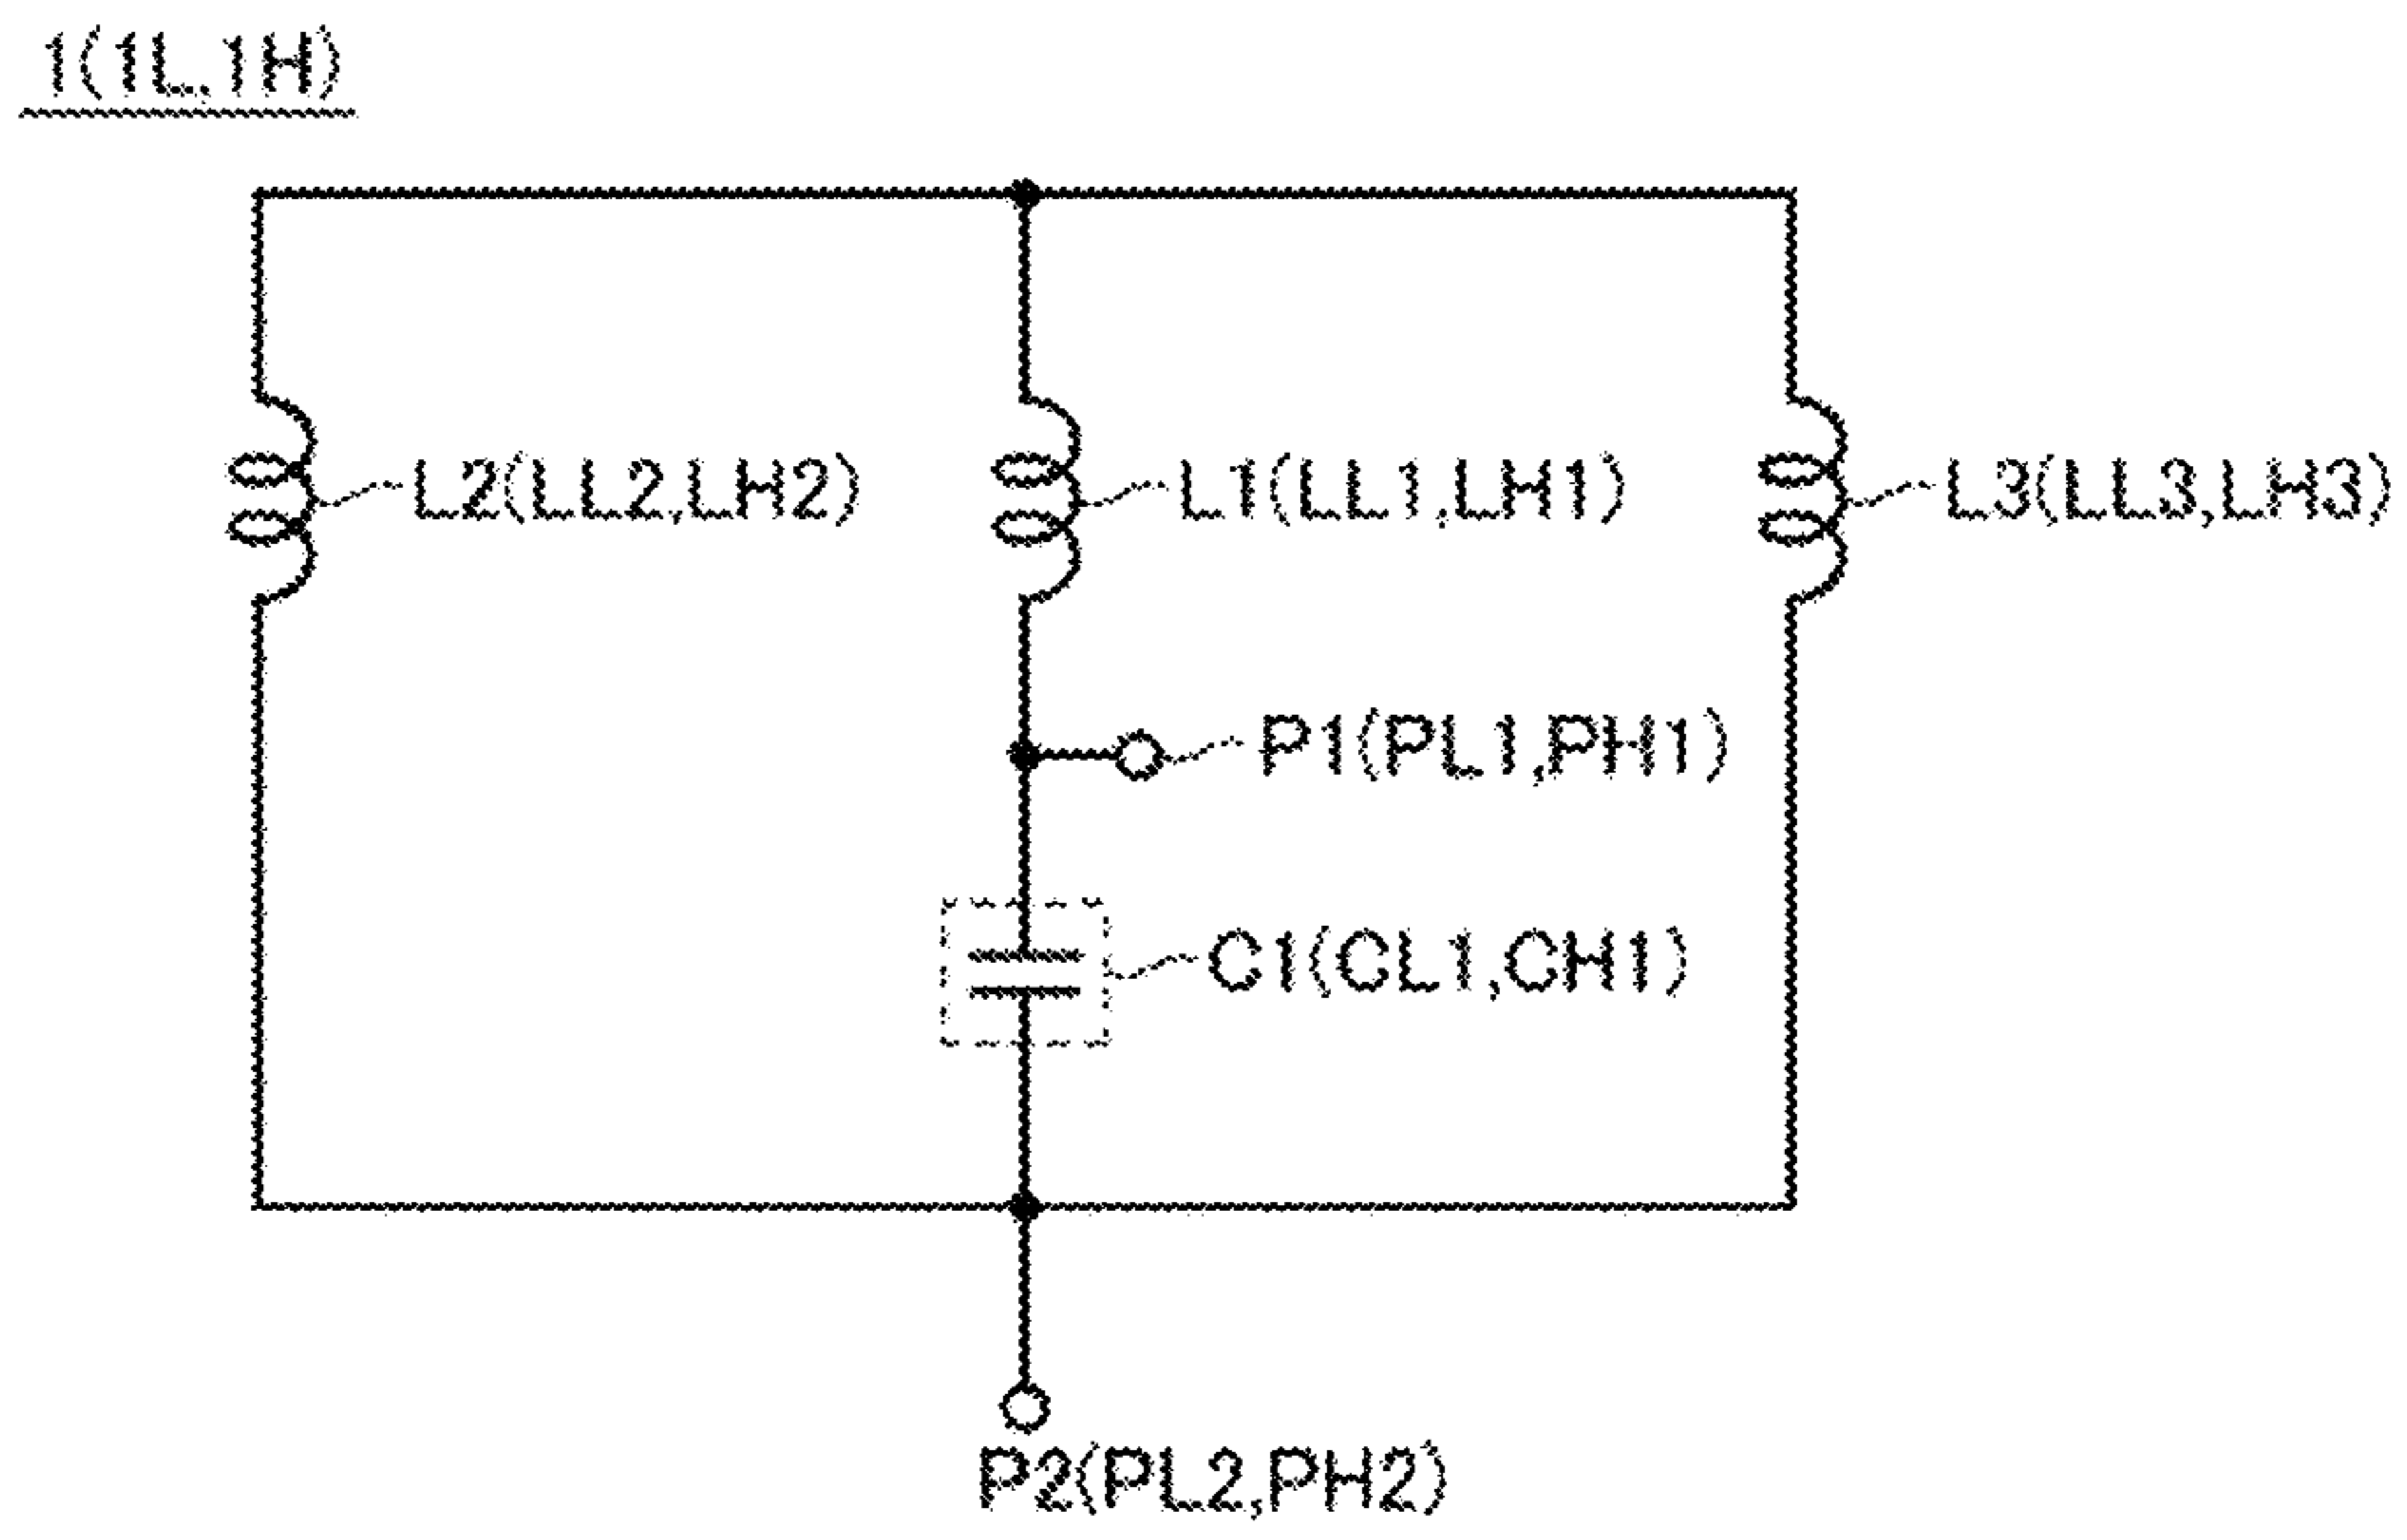 1(1L,1H)
L2(LL2,LH2)
L1(LL1,LH1)
L3(LL3,LH3)
P1(PL1,PH1)
C1(CL1,CH1)
P2(PL2,PH2)